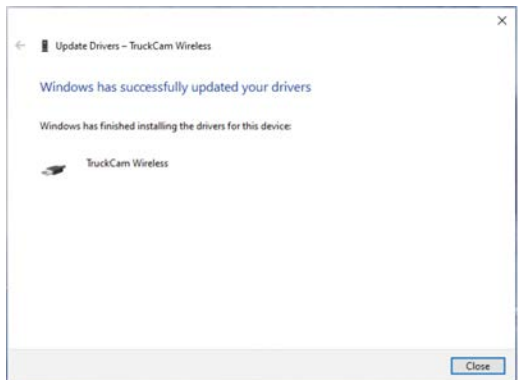 Update Drivers – TruckCam Wireless
Windows has successfully updated your drivers
Windows has finished installing the drivers for this device:
TruckCam Wireless
Close